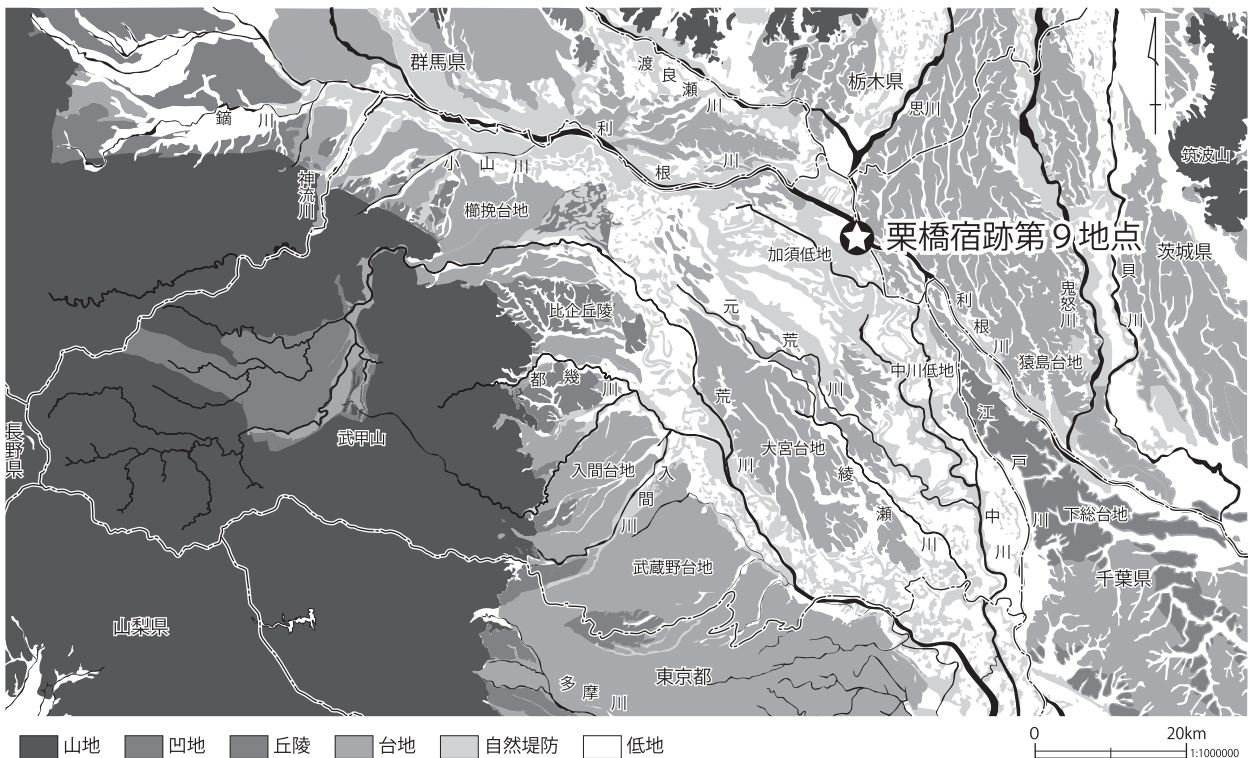 群馬県
渡良瀬川
栃木県
思川
鏑川
利根川
筑波山
小山川
神流川
櫛挽台地
栗橋宿跡第9地点
加須低地
茨城県
鬼怒川
貝川
利根川
元荒川
比企丘陵
猿島台地
中川低地
都幾川
荒川
江戸川
長野県
武甲山
大宮台地
入間台地
入間川
綾瀬川
中川
下総台地
武蔵野台地
千葉県
山梨県
東京都
多摩川
山地
凹地
丘陵
台地
自然堤防
低地
0
20km
1:1000000